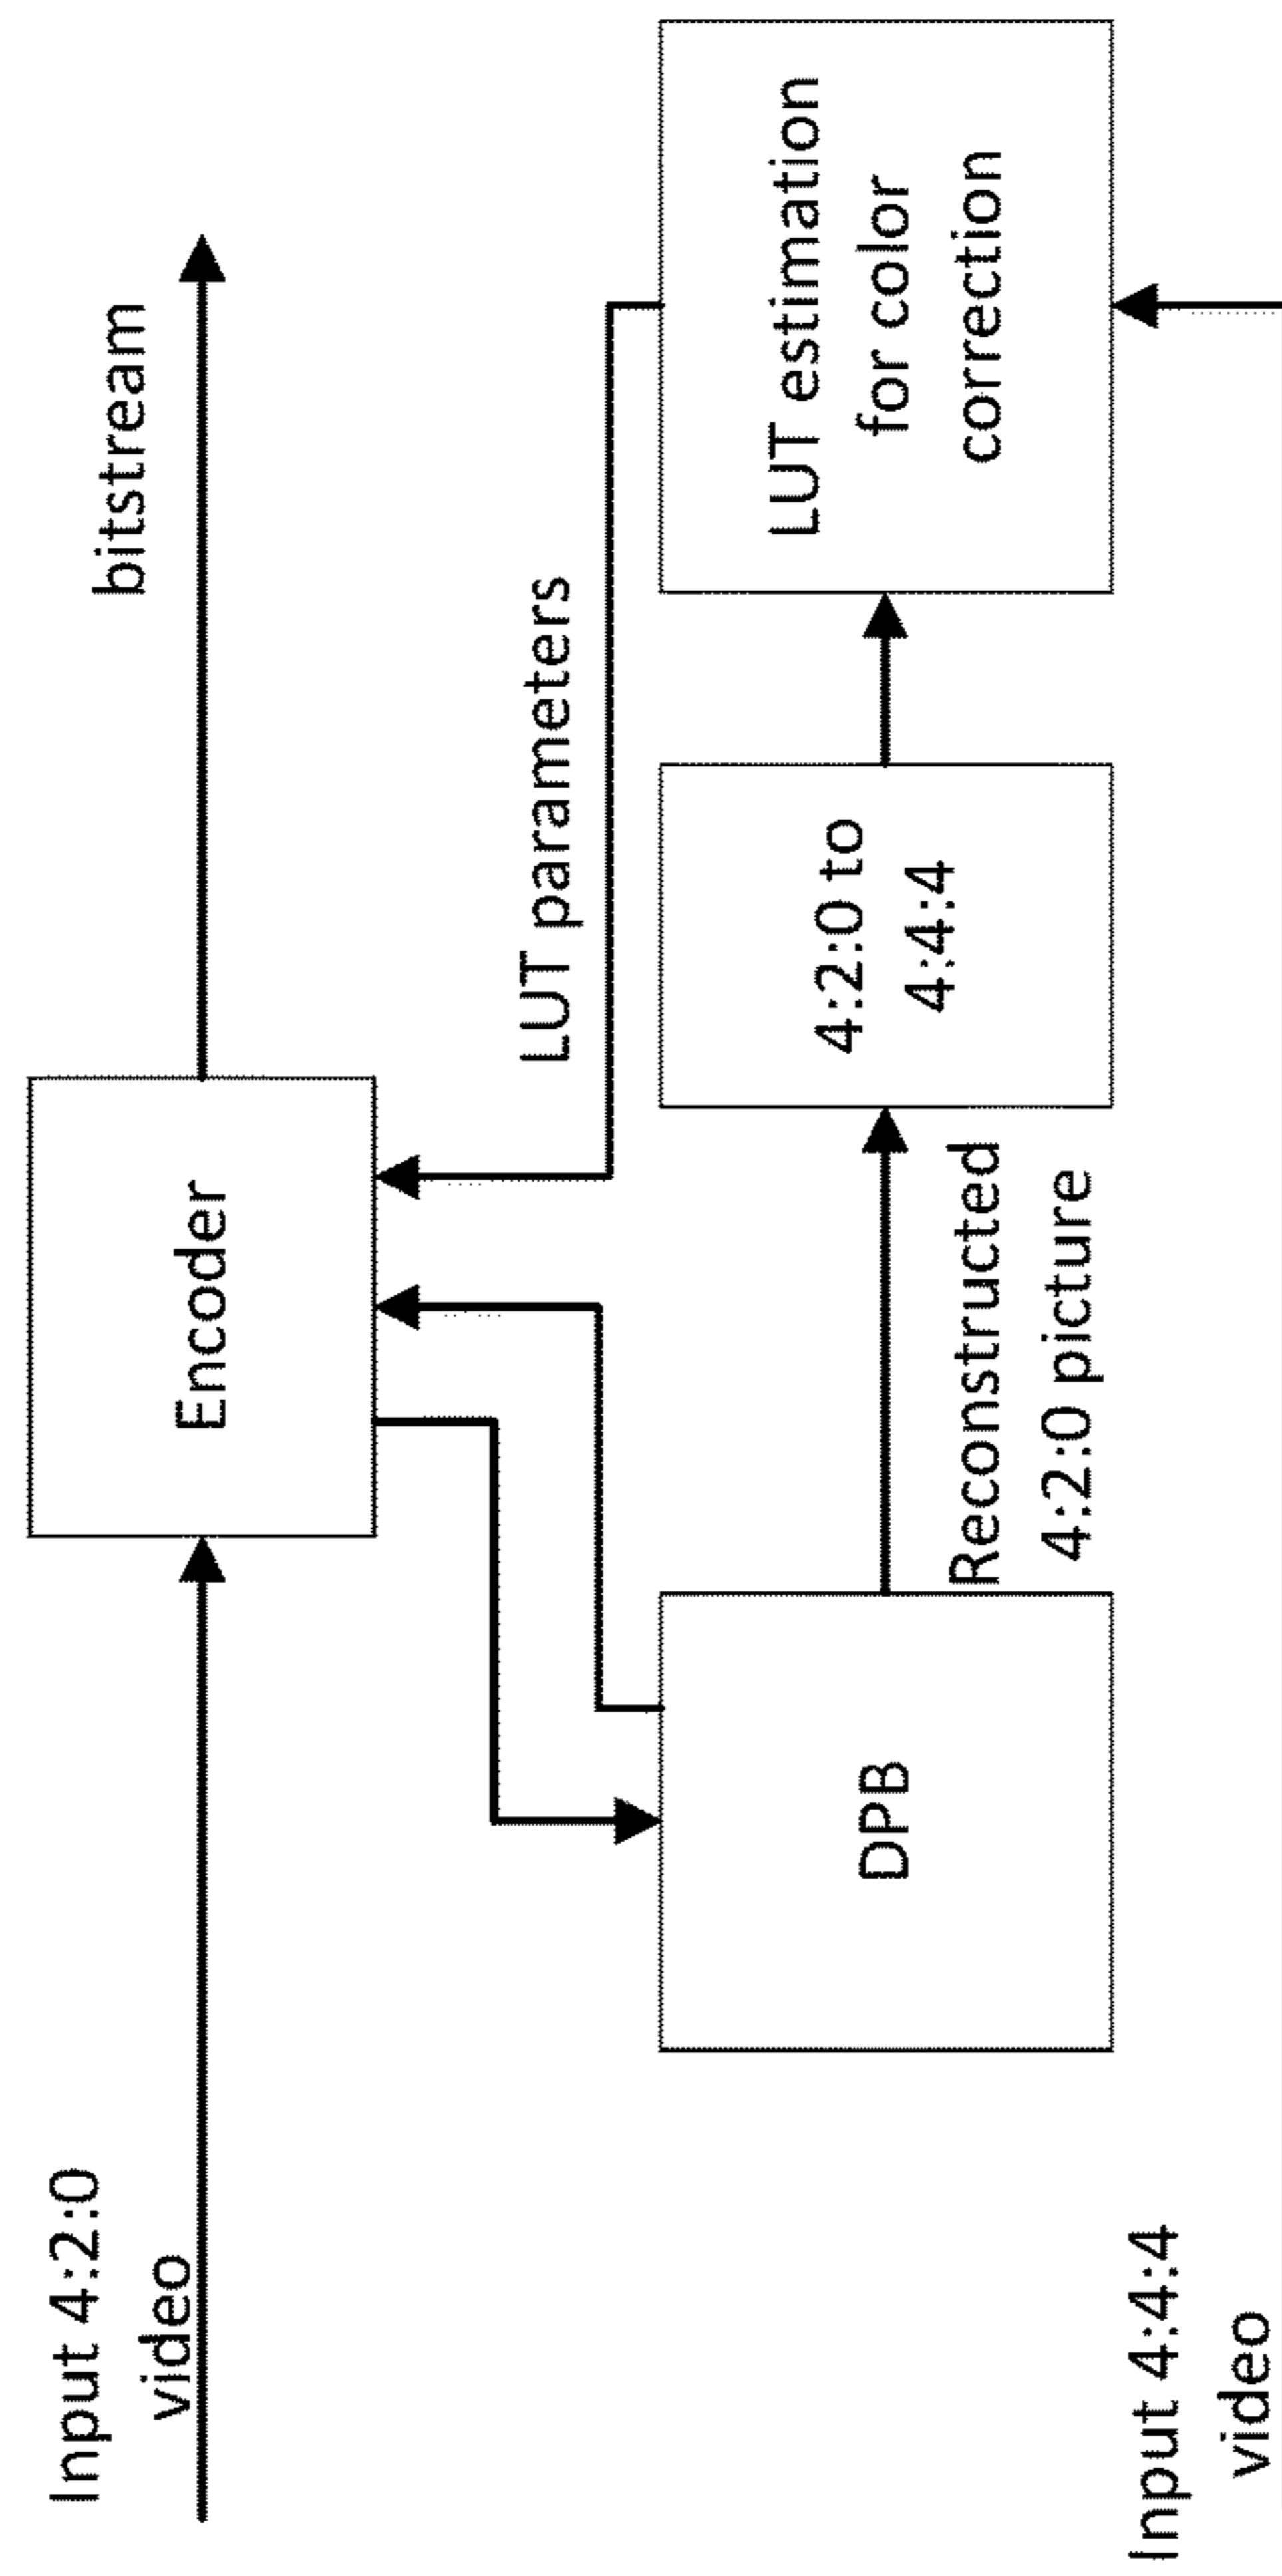 Input 4:2:0
video
Encoder
bitstream
LUT parameters
DPB
Reconstructed
4:2:0 picture
4:2:0 to
4:4:4
LUT estimation
for color
correction
Input 4:4:4
video